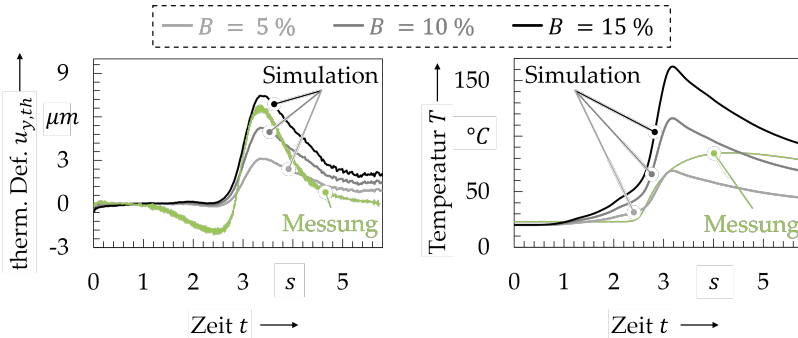 B = 5 % B = 10 % B = 15 %
therm. Def. u_y,th
9
μm
3
0
-3
Simulation
Messung
0 1 2 3 s 5
Zeit t
Temperatur T
150
°C
50
0
Simulation
Messung
0 1 2 3 s 5
Zeit t